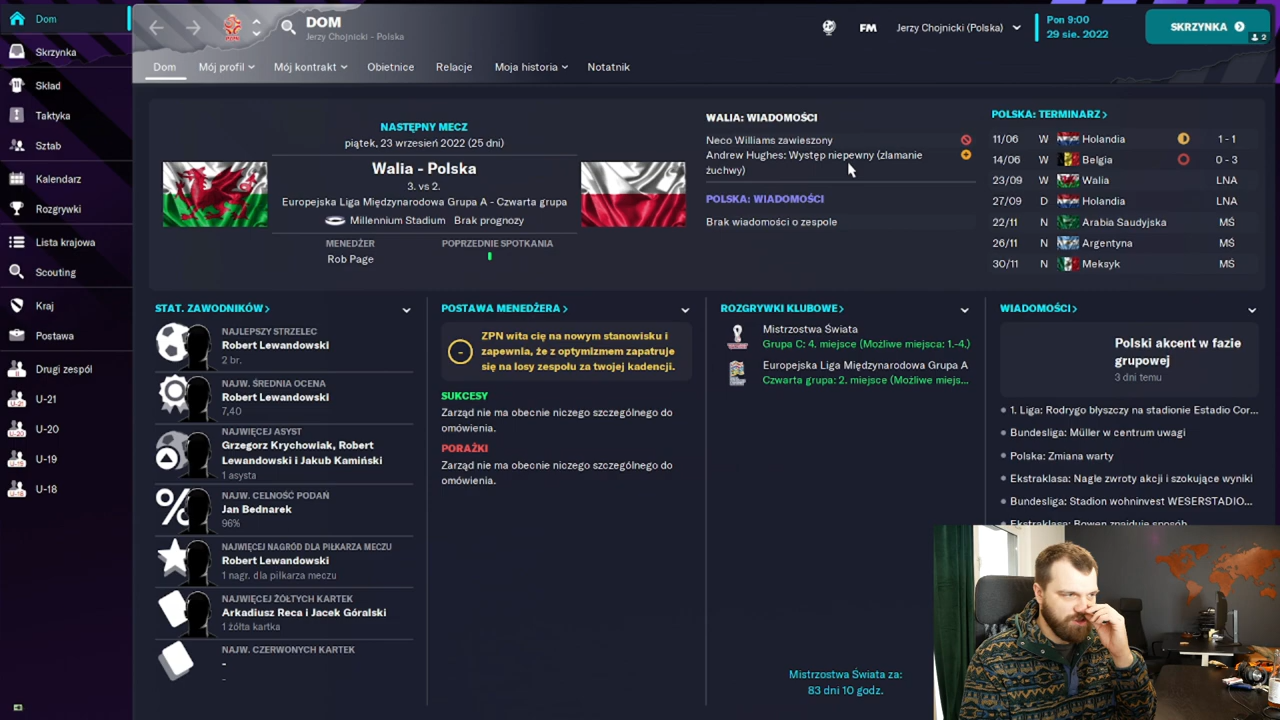 Dom
Skrzynka
Skład
Taktyka
Sztab
Kalendarz
Rozgrywki
Lista krajowa
Scouting
Kraj
Postawa
Drugi zespół
U-21
U-20
U-19
U-18
DOM
Jerzy Chojnicki - Polska
FM
Jerzy Chojnicki (Polska)
Pon 9:00
29 sie. 2022
SKRZYNKA
2
Dom
Mój profil
Mój kontrakt
Obietnice
Relacje
Moja historia
Notatnik
NASTĘPNY MECZ
piątek, 23 wrzesień 2022 (25 dni)
Walia - Polska
3. vs 2.
Europejska Liga Międzynarodowa Grupa A - Czwarta grupa
Millennium Stadium Brak prognozy
MENEDŻER
Rob Page
POPRZEDNIE SPOTKANIA
WALIA: WIADOMOŚCI
Neco Williams zawieszony
Andrew Hughes: Występ niepewny (złamanie
żuchwy)
POLSKA: WIADOMOŚCI
Brak wiadomości o zespole
POLSKA: TERMINARZ
11/06 W Holandia 1 - 1
14/06 W Belgia 0 - 3
23/09 W Walia LNA
27/09 D Holandia LNA
22/11 N Arabia Saudyjska MŚ
26/11 N Argentyna MŚ
30/11 N Meksyk MŚ
STAT. ZAWODNIKÓW
NAJLEPSZY STRZELEC
Robert Lewandowski
2 br.
NAJW. ŚREDNIA OCENA
Robert Lewandowski
7,40
NAJWIĘCEJ ASYST
Grzegorz Krychowiak, Robert
Lewandowski i Jakub Kamiński
1 asysta
NAJW. CELNOŚĆ PODAŃ
Jan Bednarek
96%
NAJWIĘCEJ NAGRÓD DLA PIŁKARZA MECZU
Robert Lewandowski
1 nagr. dla piłkarza meczu
NAJWIĘCEJ ŻÓŁTYCH KARTEK
Arkadiusz Reca i Jacek Góralski
1 żółta kartka
NAJW. CZERWONYCH KARTEK
-
-
POSTAWA MENEDŻERA
ZPN wita cię na nowym stanowisku i
zapewnia, że z optymizmem zapatruje
się na losy zespołu za twojej kadencji.
SUKCESY
Zarząd nie ma obecnie niczego szczególnego do
omówienia.
PORAŻKI
Zarząd nie ma obecnie niczego szczególnego do
omówienia.
ROZGRYWKI KLUBOWE
Mistrzostwa Świata
Grupa C: 4. miejsce (Możliwe miejsca: 1.-4.)
Europejska Liga Międzynarodowa Grupa A
Czwarta grupa: 2. miejsce (Możliwe miejs...
Mistrzostwa Świata za:
83 dni 10 godz.
WIADOMOŚCI
Polski akcent w fazie
grupowej
3 dni temu
1. Liga: Rodrygo błyszczy na stadionie Estadio Cor...
Bundesliga: Müller w centrum uwagi
Polska: Zmiana warty
Ekstraklasa: Nagłe zwroty akcji i szokujące wyniki
Bundesliga: Stadion wohninvest WESERSTADIO...
Ekstraklasa: Rowen znajduje sposób